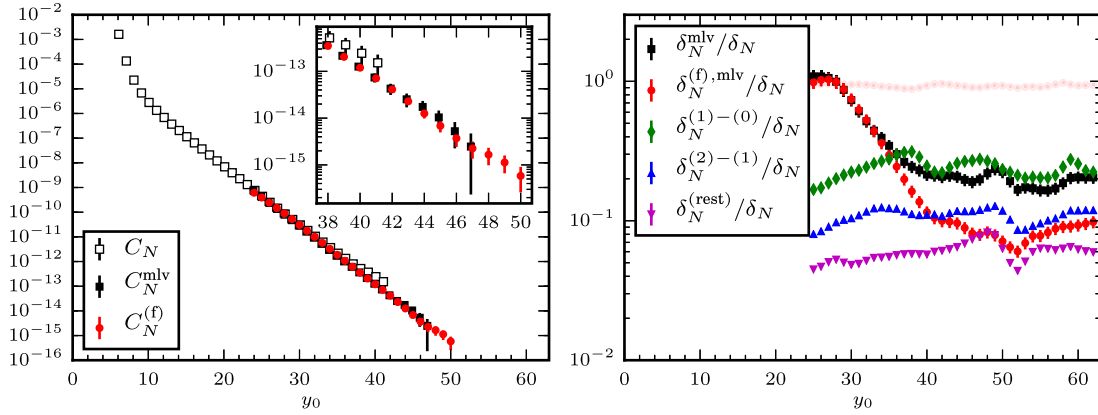 10^{-2}
10^{-3}
10^{-4}
10^{-5}
10^{-6}
10^{-7}
10^{-8}
10^{-9}
10^{-10}
10^{-11}
10^{-12}
10^{-13}
10^{-14}
10^{-15}
10^{-16}
0 10 20 30 40 50 60
y_0
C_N
C_N^{mlv}
C_N^{(f)}
10^{-13}
10^{-14}
10^{-15}
38 40 42 44 46 48 50
10^0
10^{-1}
10^{-2}
0 10 20 30 40 50 60
y_0
δ_N^{mlv}/δ_N
δ_N^{(f),mlv}/δ_N
δ_N^{(1)-(0)}/δ_N
δ_N^{(2)-(1)}/δ_N
δ_N^{(rest)}/δ_N